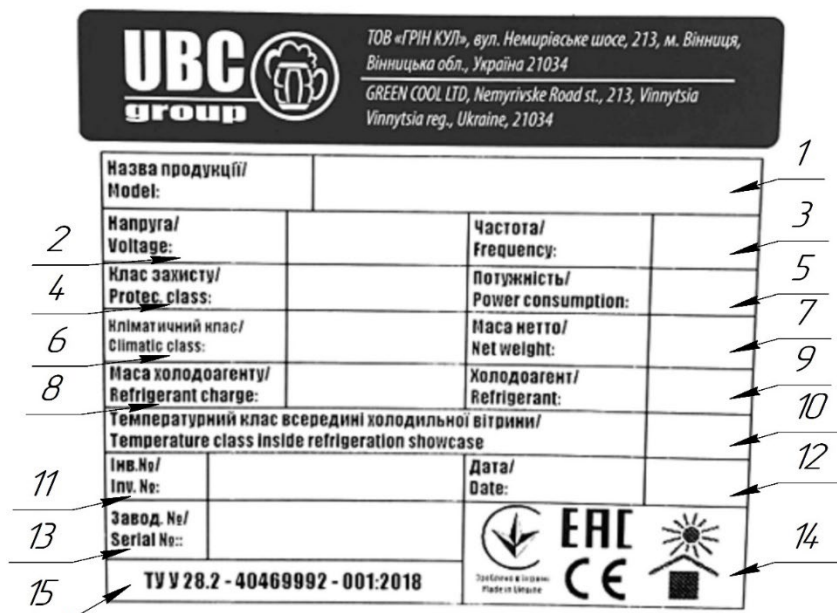 UBC
group
ТОВ «ГРІН КУЛ», вул. Немирівське шосе, 213, м. Вінниця,
Вінницька обл., Україна 21034
GREEN COOL LTD, Nemyrivske Road st., 213, Vinnytsia
Vinnytsia reg., Ukraine, 21034
Назва продукції/
Model:
1
Напруга/
Voltage:
2
Частота/
Frequency:
3
Клас захисту/
Protec. class:
4
Потужність/
Power consumption:
5
Кліматичний клас/
Climatic class:
6
Маса нетто/
Net weight:
7
Маса холодоагенту/
Refrigerant charge:
8
Холодоагент/
Refrigerant:
9
Температурний клас всередині холодильної вітрини/
Temperature class inside refrigeration showcase
10
Інв.№/
Inv. №:
11
Дата/
Date:
12
Завод. №/
Serial №::
13
Зроблено в Україні
Made in Ukraine
EAC
CE
14
ТУ У 28.2 - 40469992 - 001:2018
15